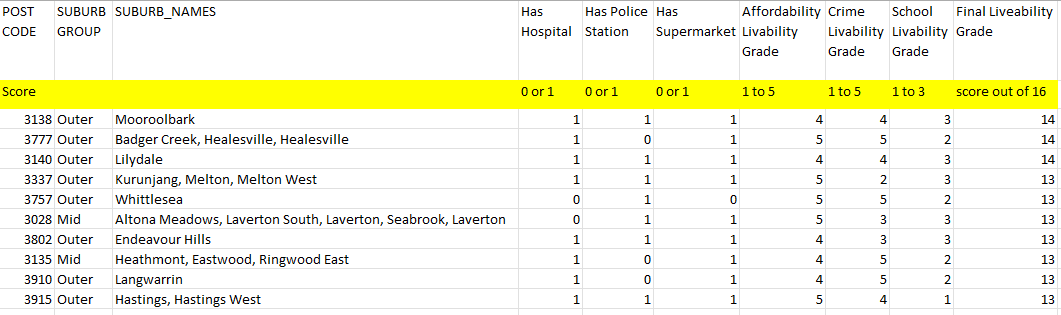 POST CODE SUBURB GROUP SUBURB_NAMES Has Hospital Has Police Station Has Supermarket Affordability Livability Grade Crime Livability Grade School Livability Grade Final Liveability Grade
Score 0 or 1 0 or 1 0 or 1 1 to 5 1 to 5 1 to 3 score out of 16
3138 Outer Mooroolbark 1 1 1 4 4 3 14
3777 Outer Badger Creek, Healesville, Healesville 1 0 1 5 5 2 14
3140 Outer Lilydale 1 1 1 4 4 3 14
3337 Outer Kurunjang, Melton, Melton West 1 1 1 5 2 3 13
3757 Outer Whittlesea 0 1 0 5 5 2 13
3028 Mid Altona Meadows, Laverton South, Laverton, Seabrook, Laverton 0 1 1 5 3 3 13
3802 Outer Endeavour Hills 1 1 1 4 3 3 13
3135 Mid Heathmont, Eastwood, Ringwood East 1 0 1 4 5 2 13
3910 Outer Langwarrin 1 0 1 4 5 2 13
3915 Outer Hastings, Hastings West 1 1 1 5 4 1 13